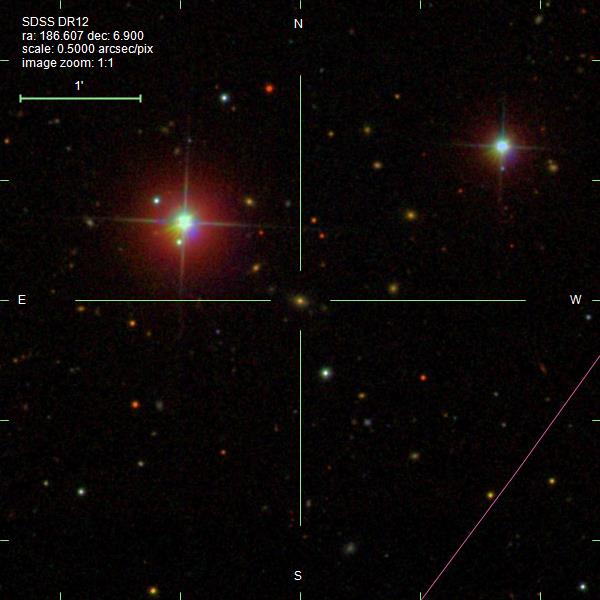 SDSS DR12
ra: 186.607 dec: 6.900
scale: 0.5000 arcsec/pix
image zoom: 1:1
1'
N
E
W
S